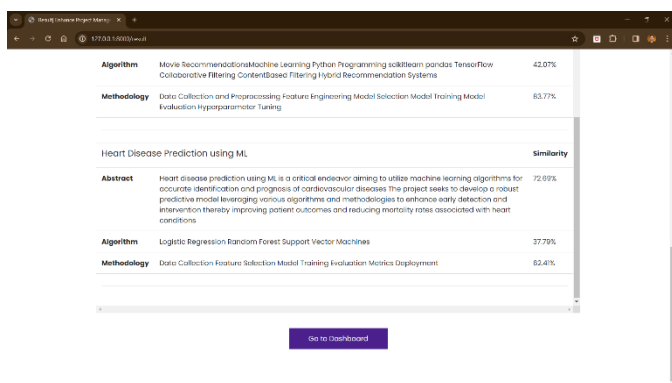 Result| Enhance Project Manag
127.0.0.1:8000/result
Algorithm Movie RecommendationsMachine Learning Python Programming scikitlearn pandas TensorFlow 42.07%
Collaborative Filtering ContentBased Filtering Hybrid Recommendation Systems
Methodology Data Collection and Preprocessing Feature Engineering Model Selection Model Training Model 83.77%
Evaluation Hyperparameter Tuning
Heart Disease Prediction using ML Similarity
Abstract Heart disease prediction using ML is a critical endeavor aiming to utilize machine learning algorithms for 72.69%
accurate identification and prognosis of cardiovascular diseases The project seeks to develop a robust
predictive model leveraging various algorithms and methodologies to enhance early detection and
intervention thereby improving patient outcomes and reducing mortality rates associated with heart
conditions
Algorithm Logistic Regression Random Forest Support Vector Machines 37.79%
Methodology Data Collection Feature Selection Model Training Evaluation Metrics Deployment 82.41%
Go to Dashboard